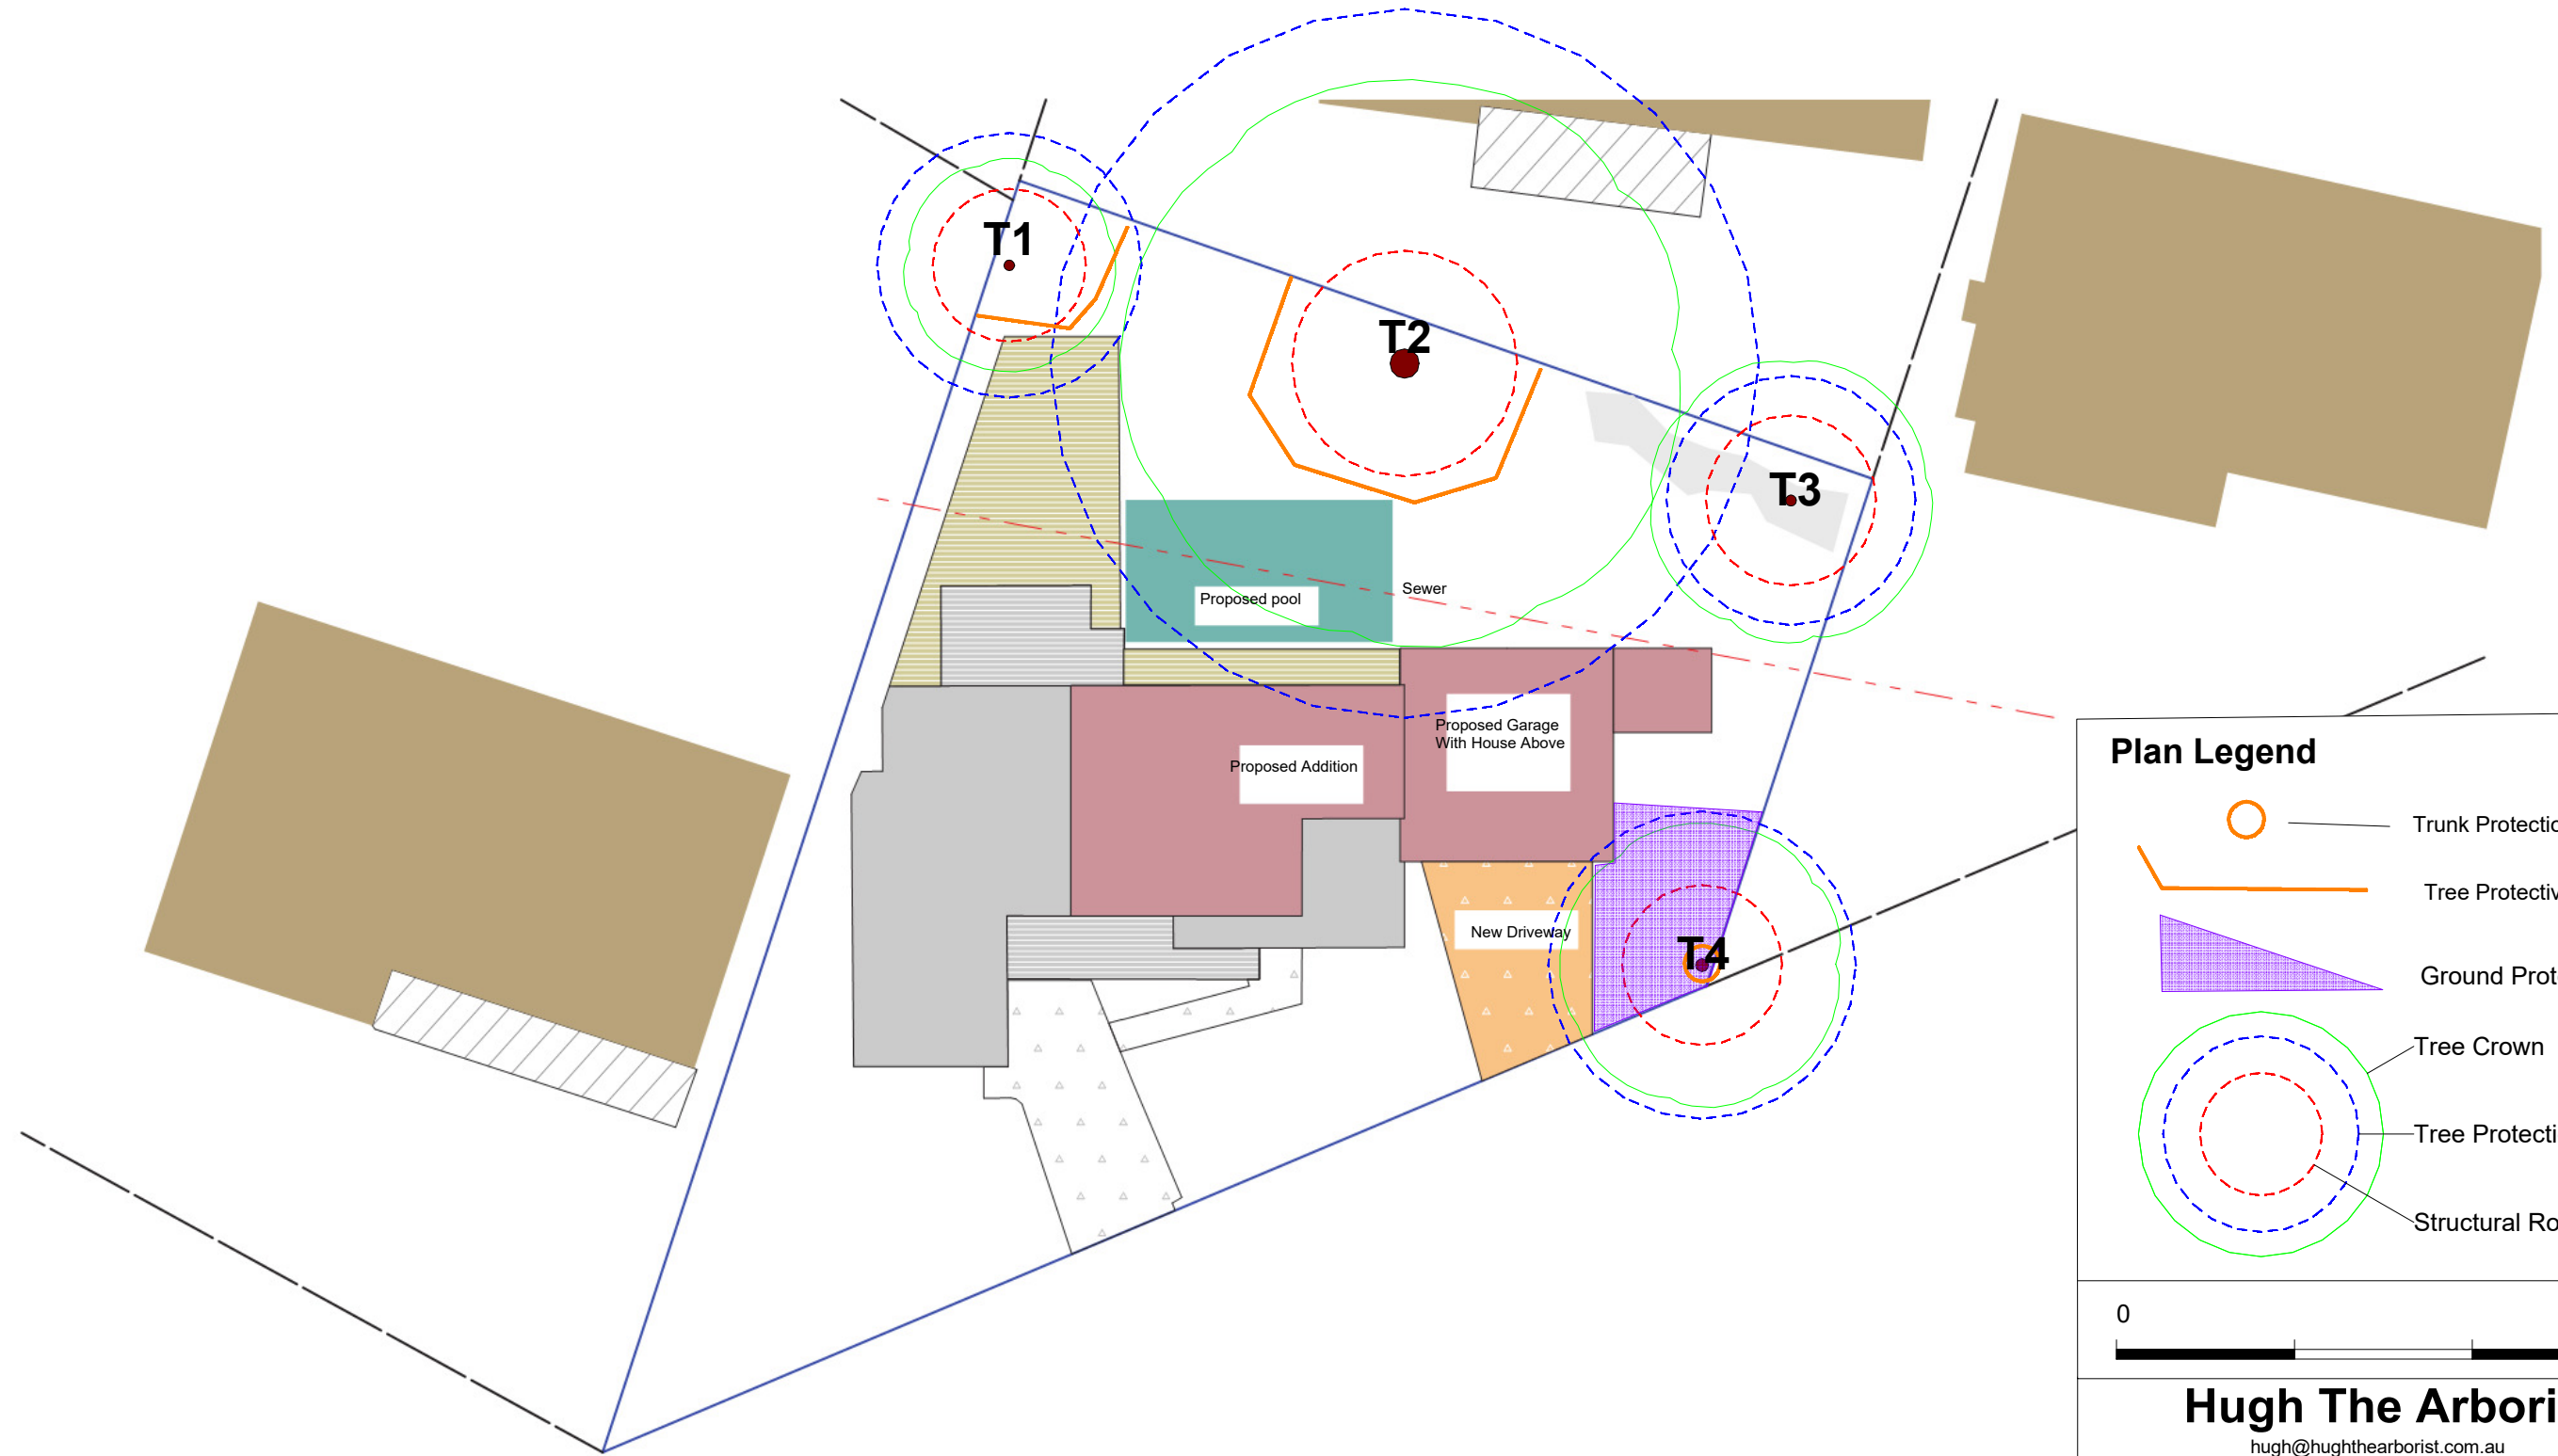 T1
T2
T3
Sewer
Proposed pool
Proposed Garage
With House Above
Proposed Addition
New Driveway
T4
Plan Legend
Trunk Protectio
Tree Protectiv
Ground Prot
Tree Crown
Tree Protecti
Structural Ro
0
Hugh The Arbori
hugh@hughthearborist.com.au